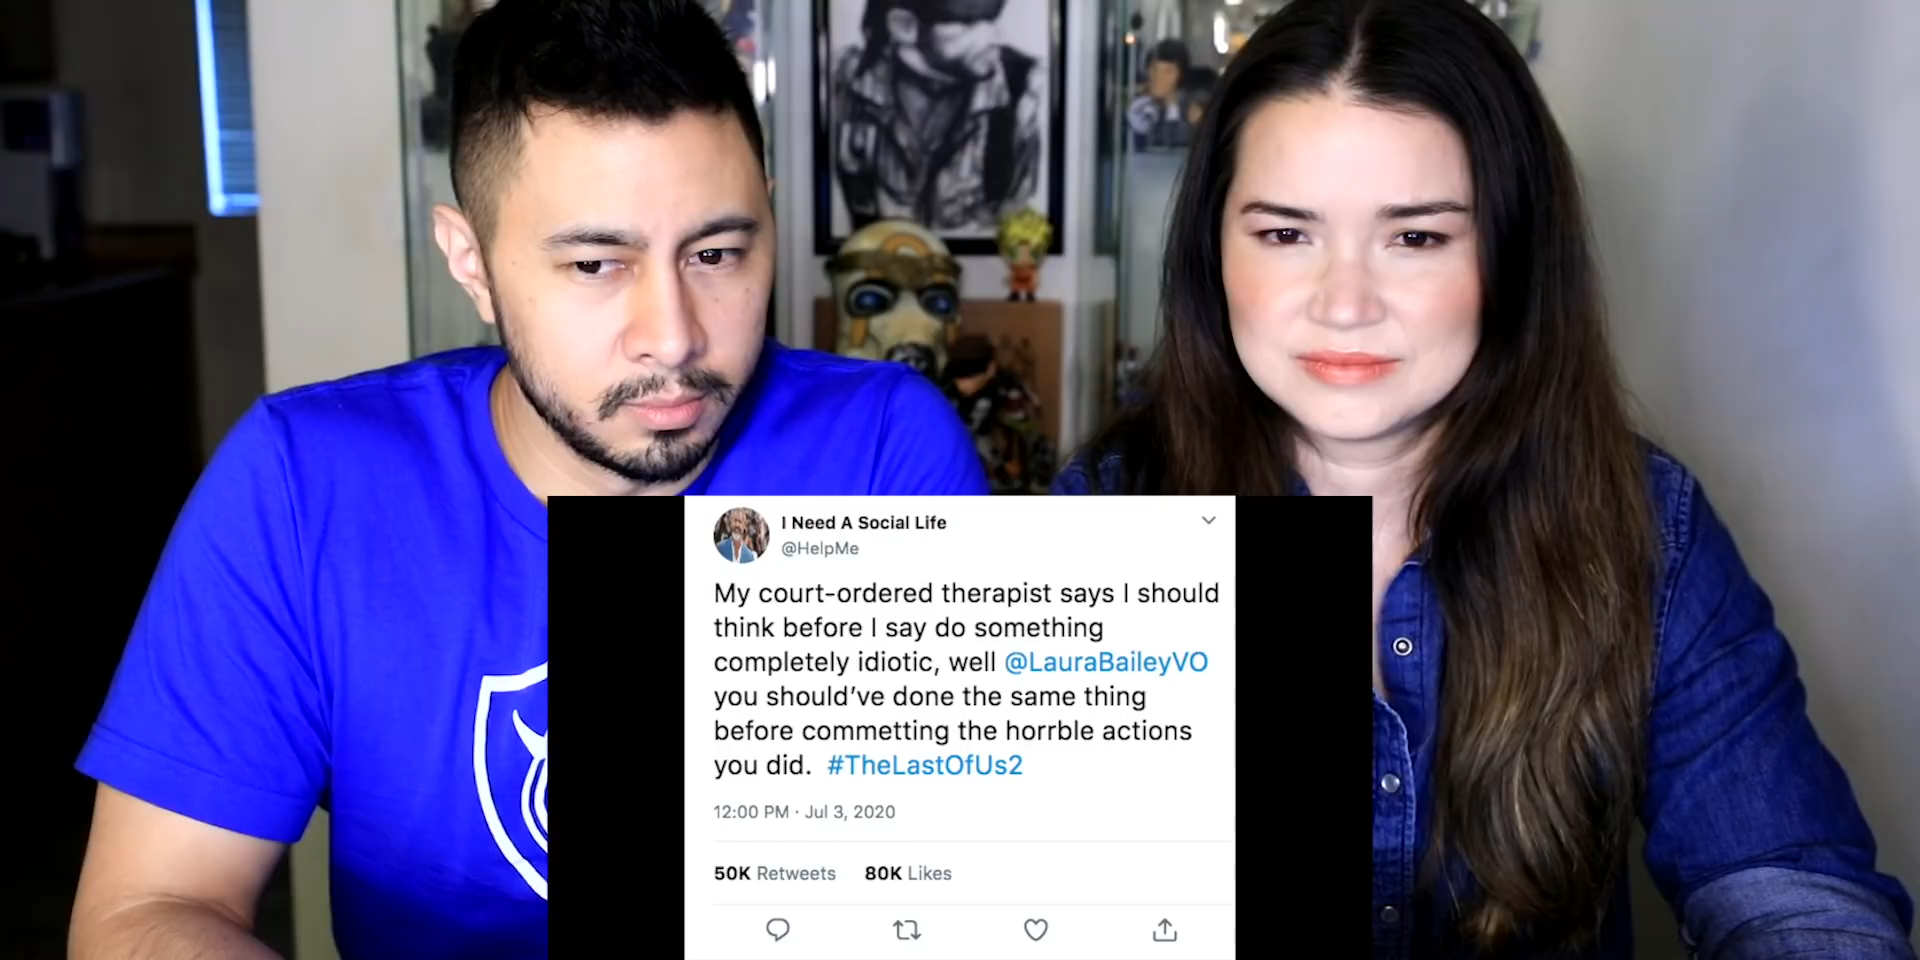 I Need A Social Life
@HelpMe
My court-ordered therapist says I should
think before I say do something
completely idiotic, well @LauraBaileyVO
you should’ve done the same thing
before commetting the horrble actions
you did. #TheLastOfUs2
12:00 PM · Jul 3, 2020
50K Retweets 80K Likes